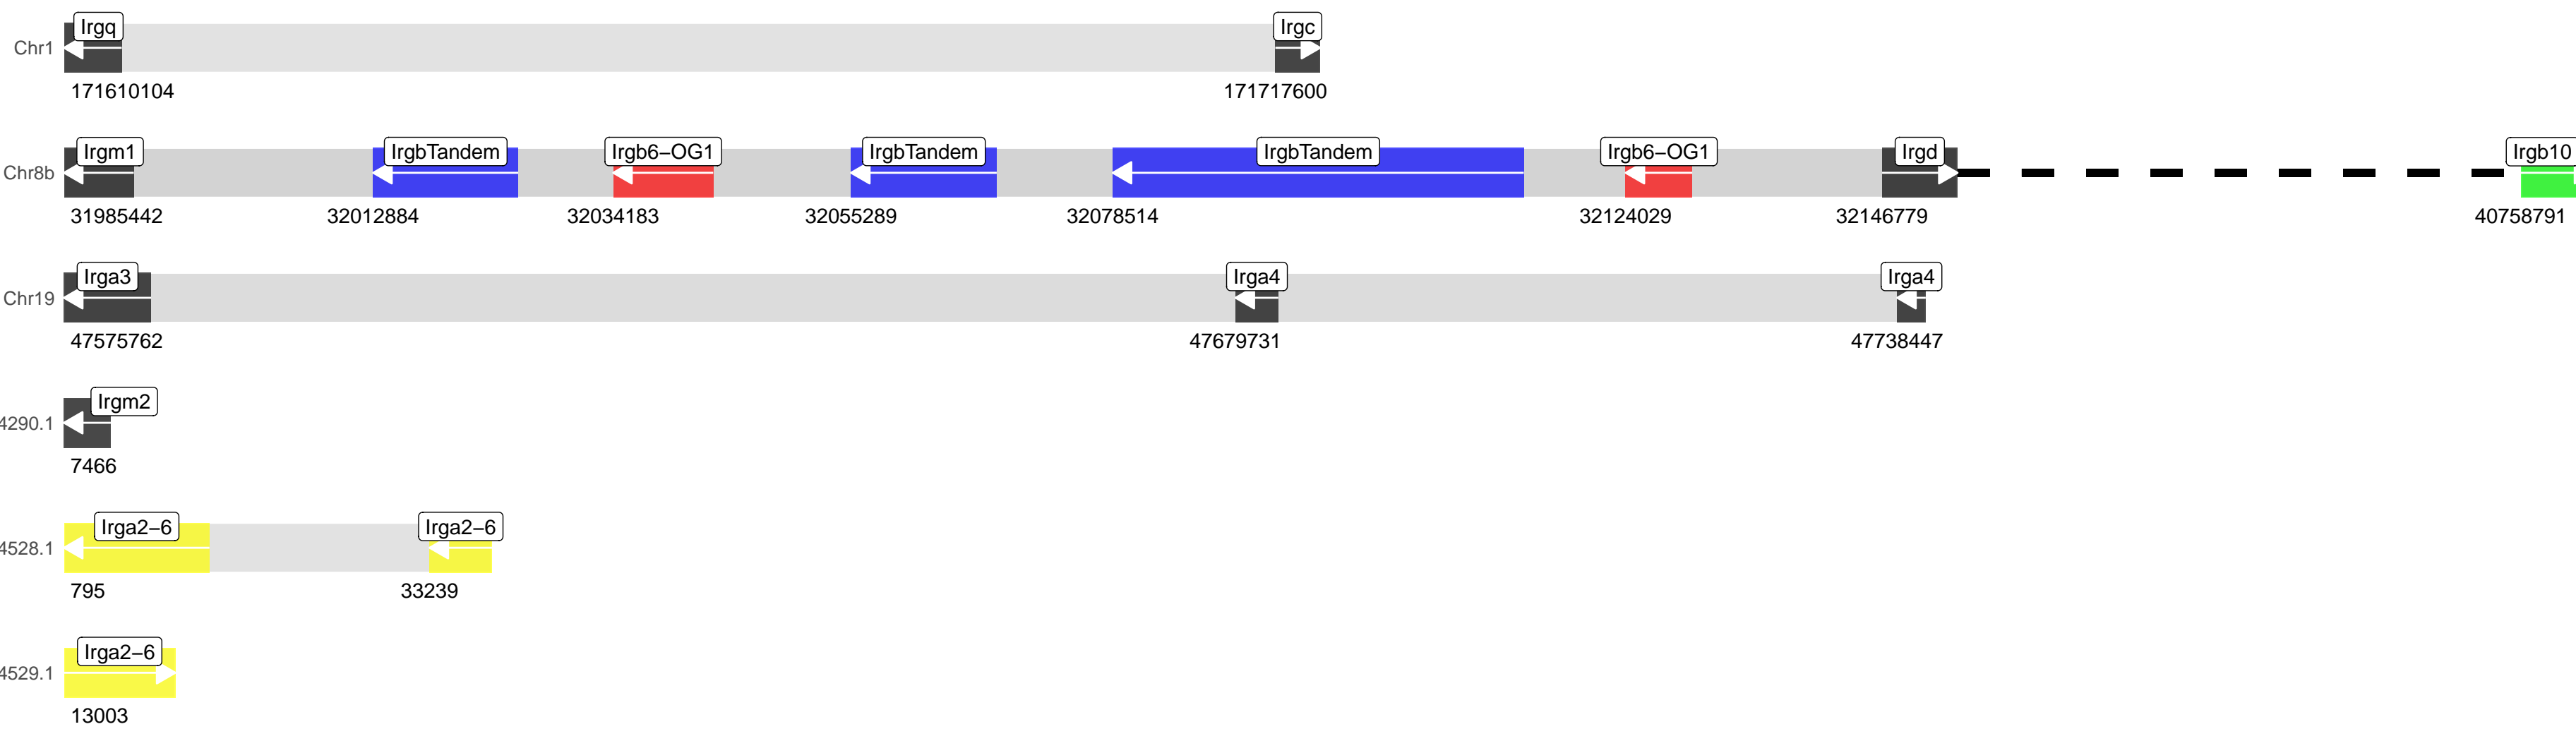 Irgq Irgc
Chr1
171610104 171717600
Irgm1 IrgbTandem Irgb6−OG1 IrgbTandem IrgbTandem Irgb6−OG1 Irgd Irgb10
Chr8b
31985442 32012884 32034183 32055289 32078514 32124029 32146779 40758791
Irga3 Irga4 Irga4
Chr19
47575762 47679731 47738447
Irgm2
4290.1
7466
Irga2−6 Irga2−6
4528.1
795 33239
Irga2−6
4529.1
13003